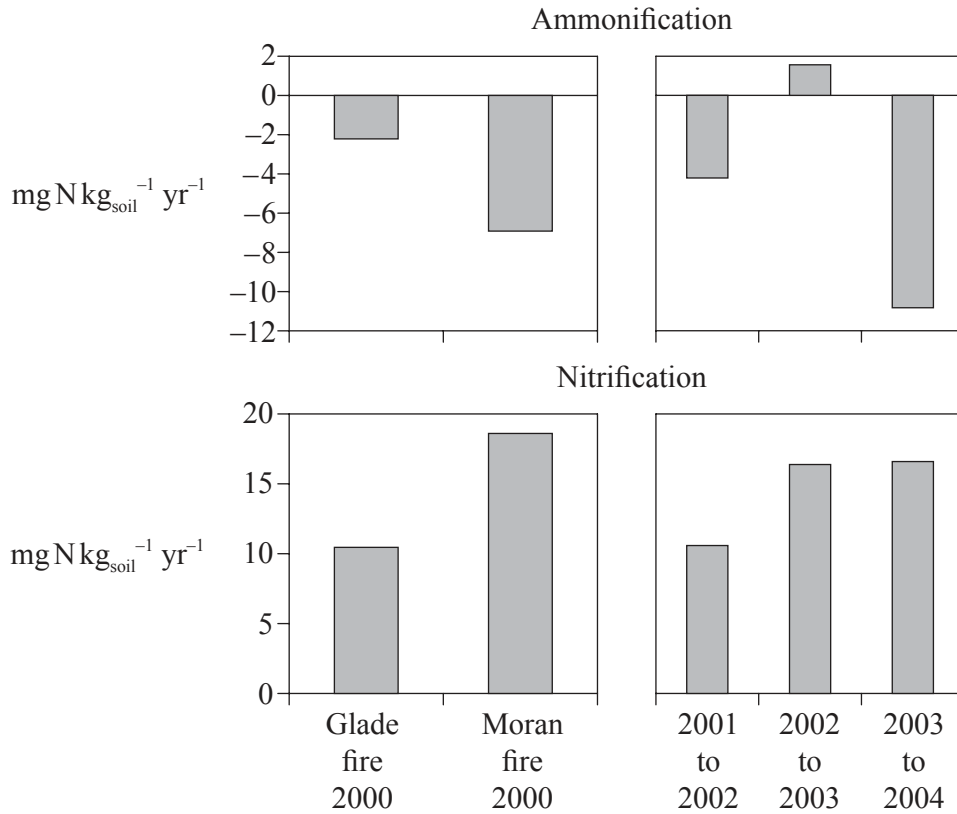 Ammonification
2
0
–2
–4
–6
–8
–10
–12
mg N kg_soil⁻¹ yr⁻¹
Nitrification
20
15
10
5
0
mg N kg_soil⁻¹ yr⁻¹
Glade
fire
2000
Moran
fire
2000
2001
to
2002
2002
to
2003
2003
to
2004